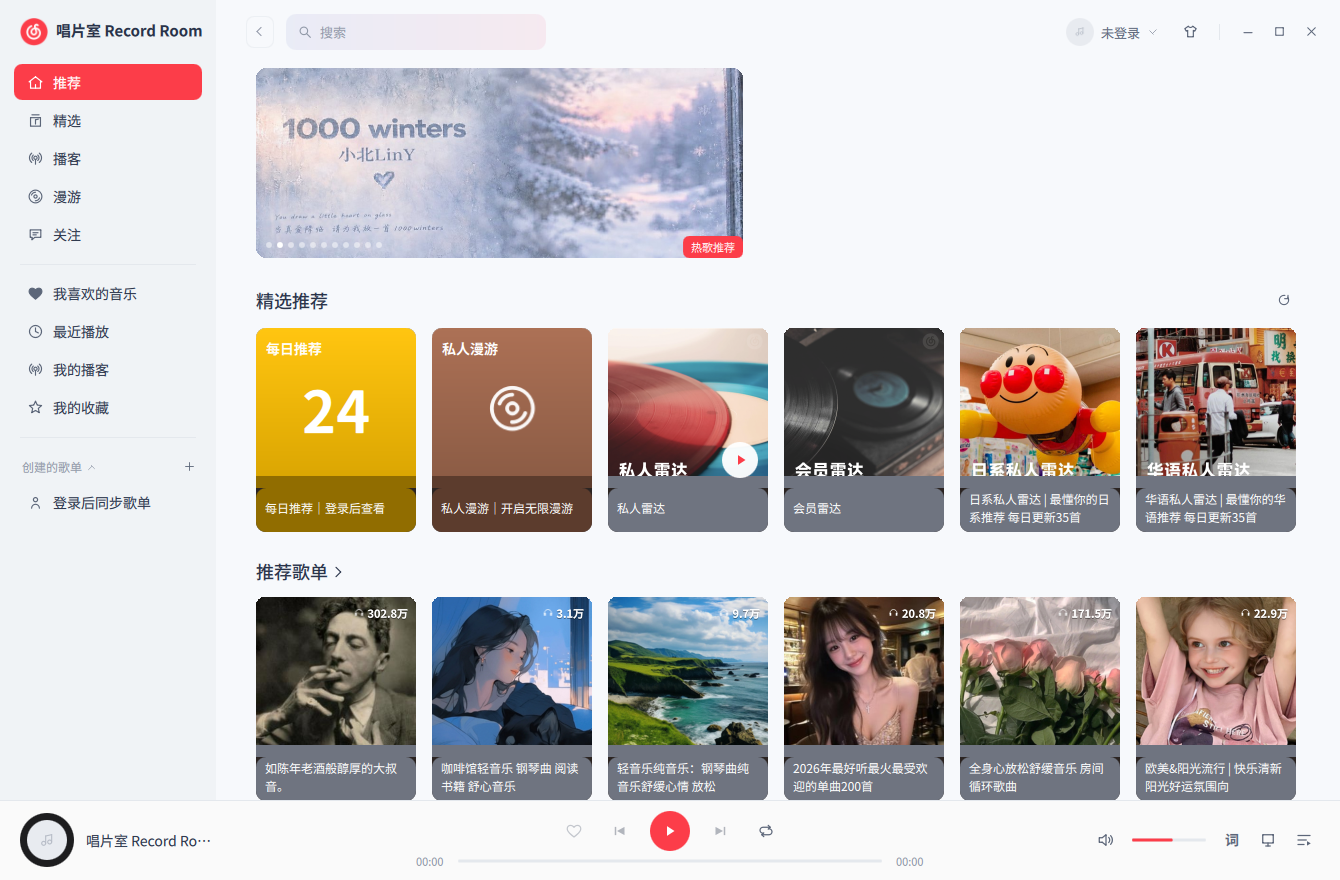 唱片室 Record Room
搜索
未登录
推荐
精选
播客
漫游
关注
我喜欢的音乐
最近播放
我的播客
我的收藏
创建的歌单
登录后同步歌单
1000 winters
小北LinY
You draw a little heart on glass
热歌推荐
精选推荐
每日推荐
24
每日推荐｜登录后查看
私人漫游
私人漫游｜开启无限漫游
私人雷达
私人雷达
会员雷达
会员雷达
日系私人雷达
日系私人雷达 | 最懂你的日
系推荐 每日更新35首
明
找 换
K
华语私人雷达
华语私人雷达 | 最懂你的华
语推荐 每日更新35首
推荐歌单
302.8万
如陈年老酒般醇厚的大叔
音。
3.1万
咖啡馆轻音乐 钢琴曲 阅读
书籍 舒心音乐
9.7万
轻音乐纯音乐：钢琴曲纯
音乐舒缓心情 放松
20.8万
2026年最好听最火最受欢
迎的单曲200首
171.5万
全身心放松舒缓音乐 房间
循环歌曲
22.9万
欧美&阳光流行 | 快乐清新
阳光好运氛围向
唱片室 Record Ro…
00:00
00:00
词